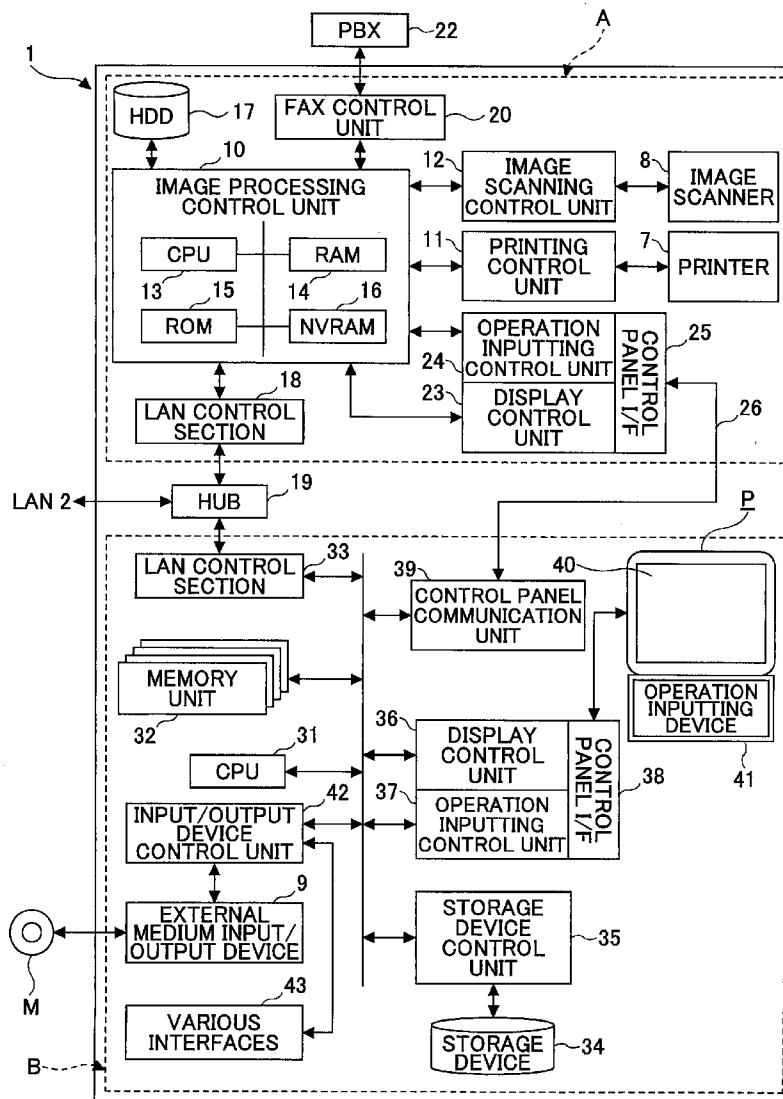 PBX
22
A
1
HDD
17
FAX CONTROL
UNIT
20
10
IMAGE PROCESSING
CONTROL UNIT
CPU
13
RAM
14
15
ROM
16
NVRAM
12
IMAGE
SCANNING
CONTROL UNIT
8
IMAGE
SCANNER
11
PRINTING
CONTROL
UNIT
7
PRINTER
OPERATION
INPUTTING
CONTROL UNIT
24
23
DISPLAY
CONTROL
UNIT
CONTROL
PANEL I/F
25
26
18
LAN CONTROL
SECTION
LAN 2
HUB
19
LAN CONTROL
SECTION
33
39
CONTROL PANEL
COMMUNICATION
UNIT
P
40
OPERATION
INPUTTING
DEVICE
41
MEMORY
UNIT
32
31
CPU
36
DISPLAY
CONTROL
UNIT
37
OPERATION
INPUTTING
CONTROL UNIT
CONTROL
PANEL I/F
38
42
INPUT/OUTPUT
DEVICE
CONTROL UNIT
9
EXTERNAL
MEDIUM INPUT/
OUTPUT DEVICE
M
43
VARIOUS
INTERFACES
STORAGE
DEVICE
CONTROL
UNIT
35
STORAGE
DEVICE
34
B